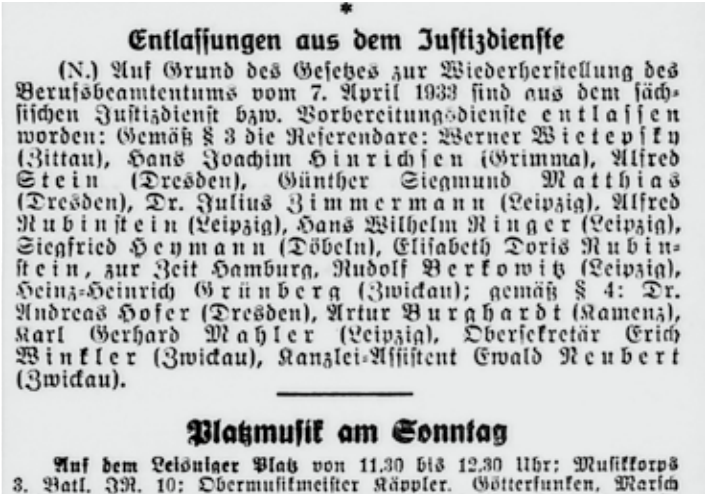 *
Entlassungen aus dem Justizdienste
(N.) Auf Grund des Gesetzes zur Wiederherstellung des
Berufsbeamtentums vom 7. April 1933 sind aus dem säch-
sischen Justizdienst bzw. Vorbereitungsdienste entlassen
worden: Gemäß § 3 die Referendare: Werner Wietepsky
(Zittau), Hans Joachim Hinrichsen (Grimma), Alfred
Stein (Dresden), Günther Siegmund Matthias
(Dresden), Dr. Julius Zimmermann (Leipzig), Alfred
Rubinstein (Leipzig), Hans Wilhelm Ringer (Leipzig),
Siegfried Heymann (Döbeln), Elisabeth Doris Rubin-
stein, zur Zeit Hamburg, Rudolf Berkowitz (Leipzig),
Heinz-Heinrich Grünberg (Zwickau); gemäß § 4: Dr.
Andreas Hofer (Dresden), Artur Burghardt (Kamenz),
Karl Gerhard Mahler (Leipzig), Obersekretär Erich
Winkler (Zwickau), Kanzlei-Assistent Ewald Neubert
(Zwickau).
Platzmusik am Sonntag
Auf dem Leisniger Platz von 11.30 bis 12.30 Uhr: Musikkorps
3. Batl. IR. 10; Obermusikmeister Käppler. Götterfunken, Marsch